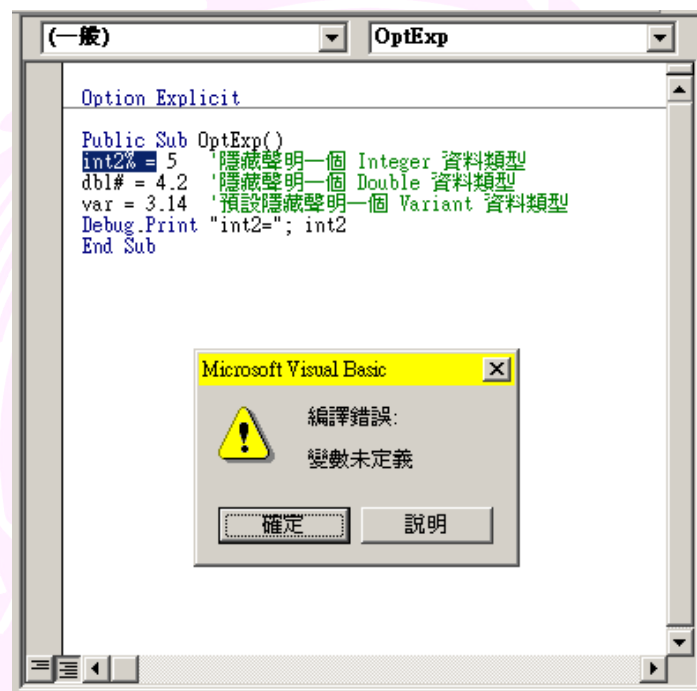 (一般)
OptExp
Option Explicit
Public Sub OptExp()
int2% = 5 '隱藏聲明一個 Integer 資料類型
dbl# = 4.2 '隱藏聲明一個 Double 資料類型
var = 3.14 '預設隱藏聲明一個 Variant 資料類型
Debug.Print "int2="; int2
End Sub
Microsoft Visual Basic
編譯錯誤:
變數未定義
確定
說明